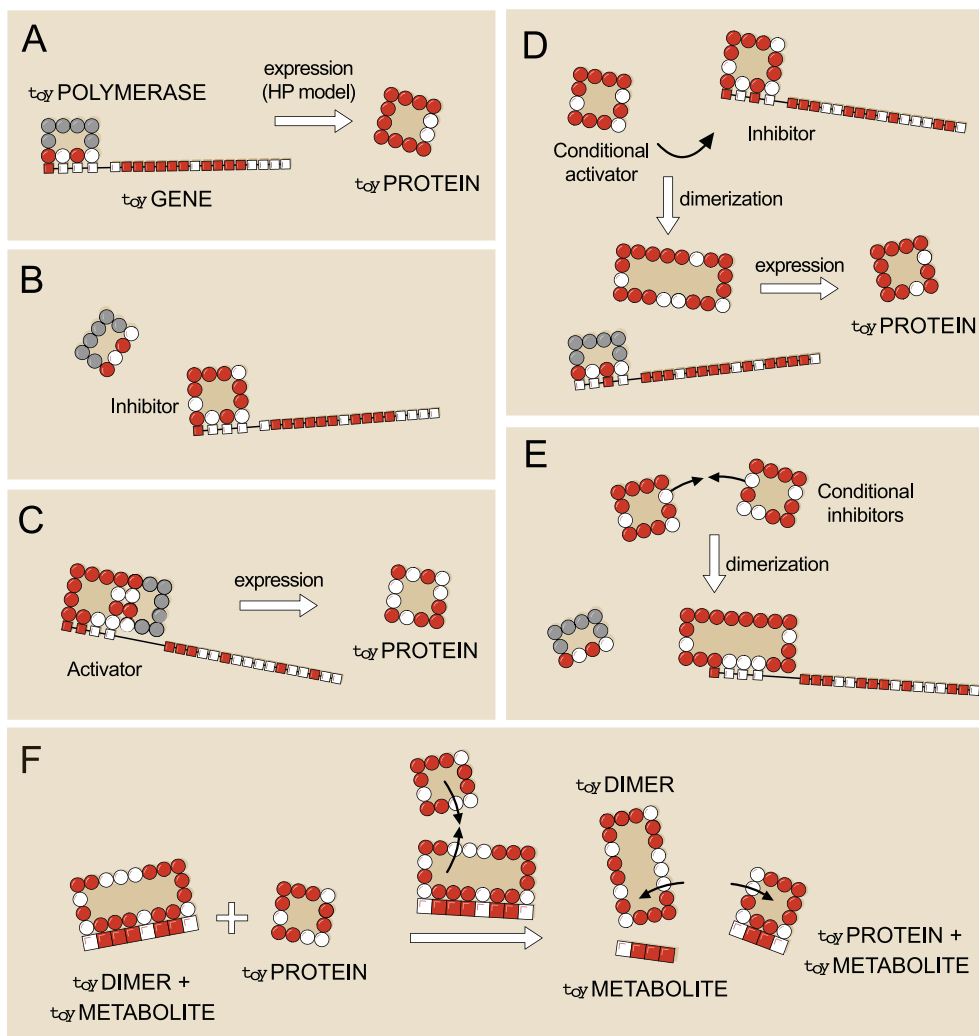 A
toy POLYMERASE
expression
(HP model)
toy GENE
toy PROTEIN
B
Inhibitor
C
expression
Activator
toy PROTEIN
D
Conditional
activator
Inhibitor
dimerization
expression
toy PROTEIN
E
Conditional
inhibitors
dimerization
F
toy DIMER +
toy METABOLITE
toy PROTEIN
toy DIMER
toy METABOLITE
toy PROTEIN +
toy METABOLITE